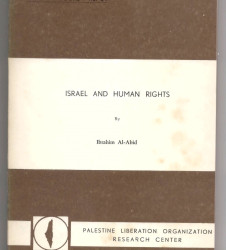 ISRAEL AND HUMAN RIGHTS
By
Ibrahim Al-Abid
PALESTINE LIBERATION ORGANIZATION
RESEARCH CENTER